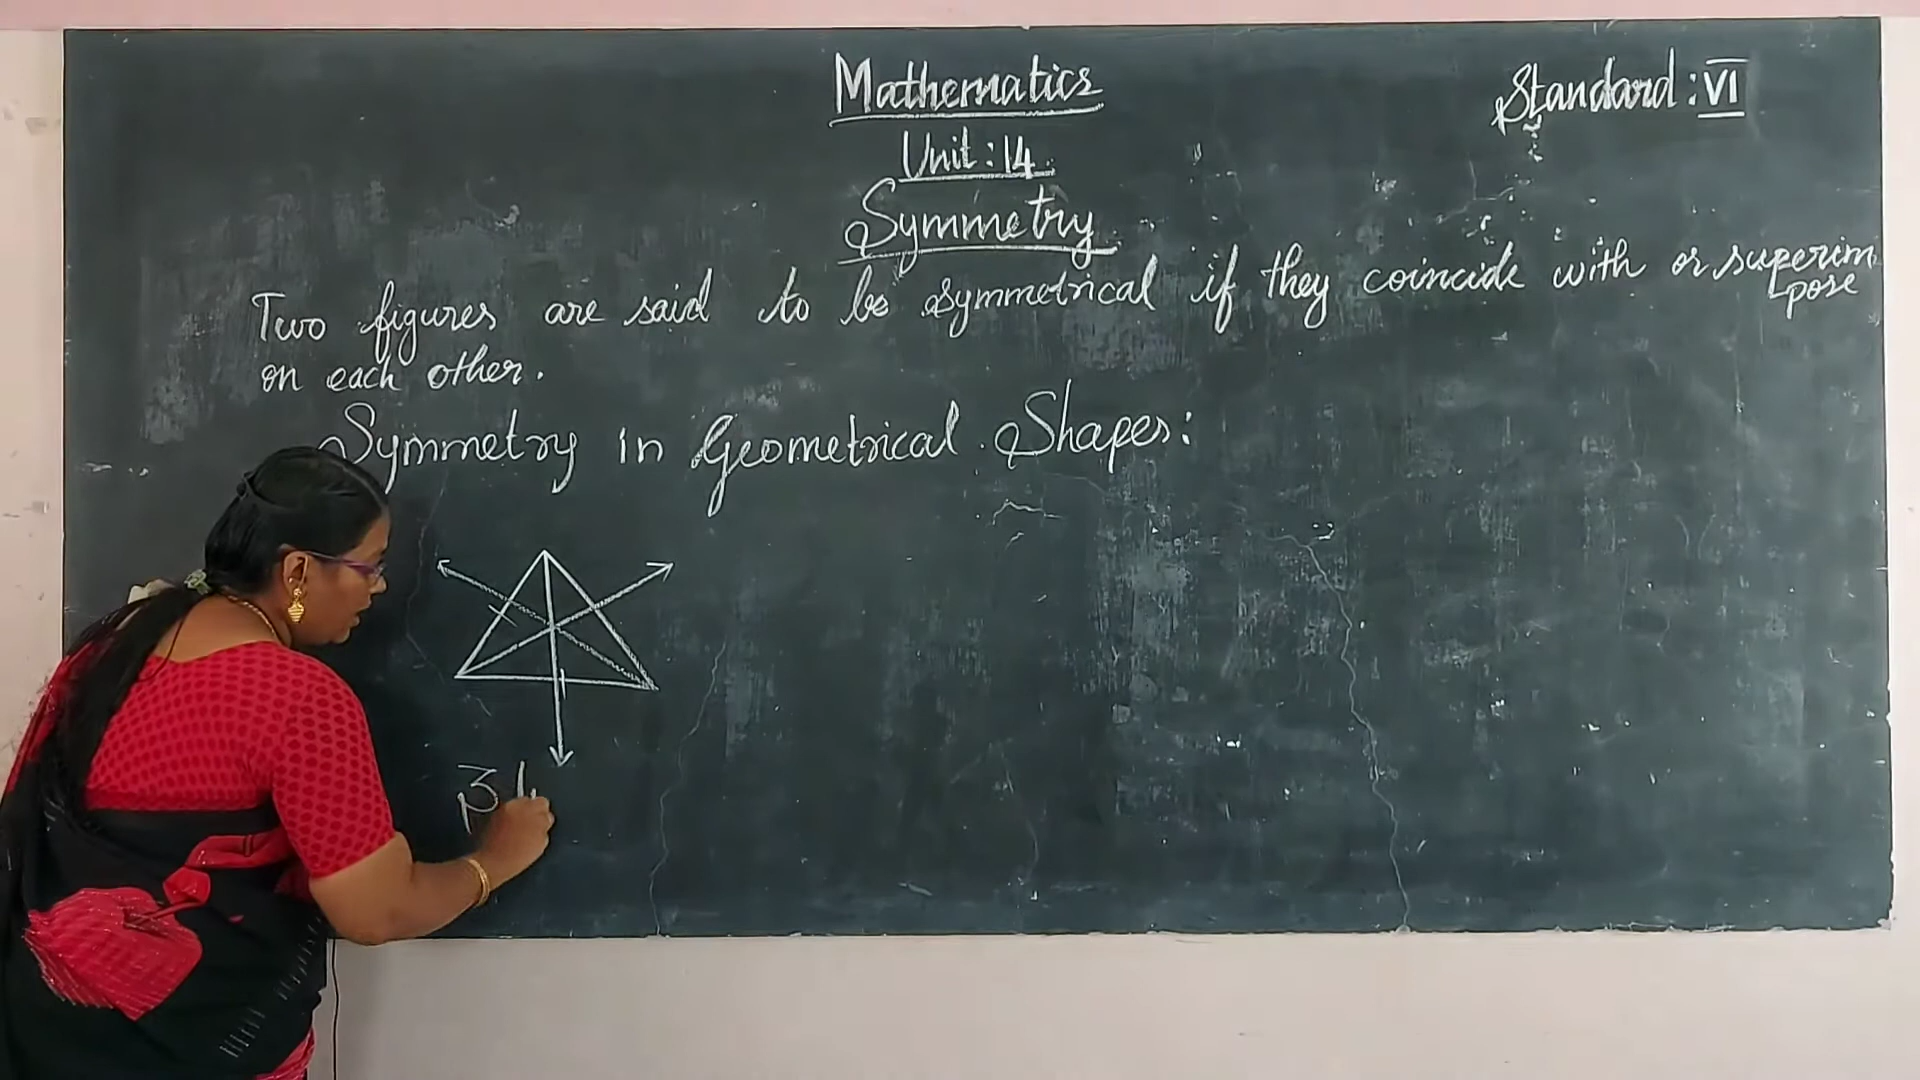 Mathematics
Standard : VI
Unit : 14
Symmetry
Two figures are said to be symmetrical if they coincide with or superim
pose
on each other.
Symmetry in Geometrical Shapes:
3